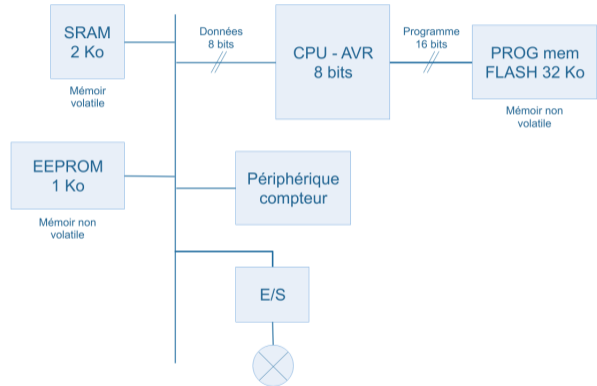 SRAM
2 Ko
Mémoir
volatile
Données
8 bits
CPU - AVR
8 bits
Programme
16 bits
PROG mem
FLASH 32 Ko
Mémoir non
volatile
EEPROM
1 Ko
Mémoir non
volatile
Périphérique
compteur
E/S